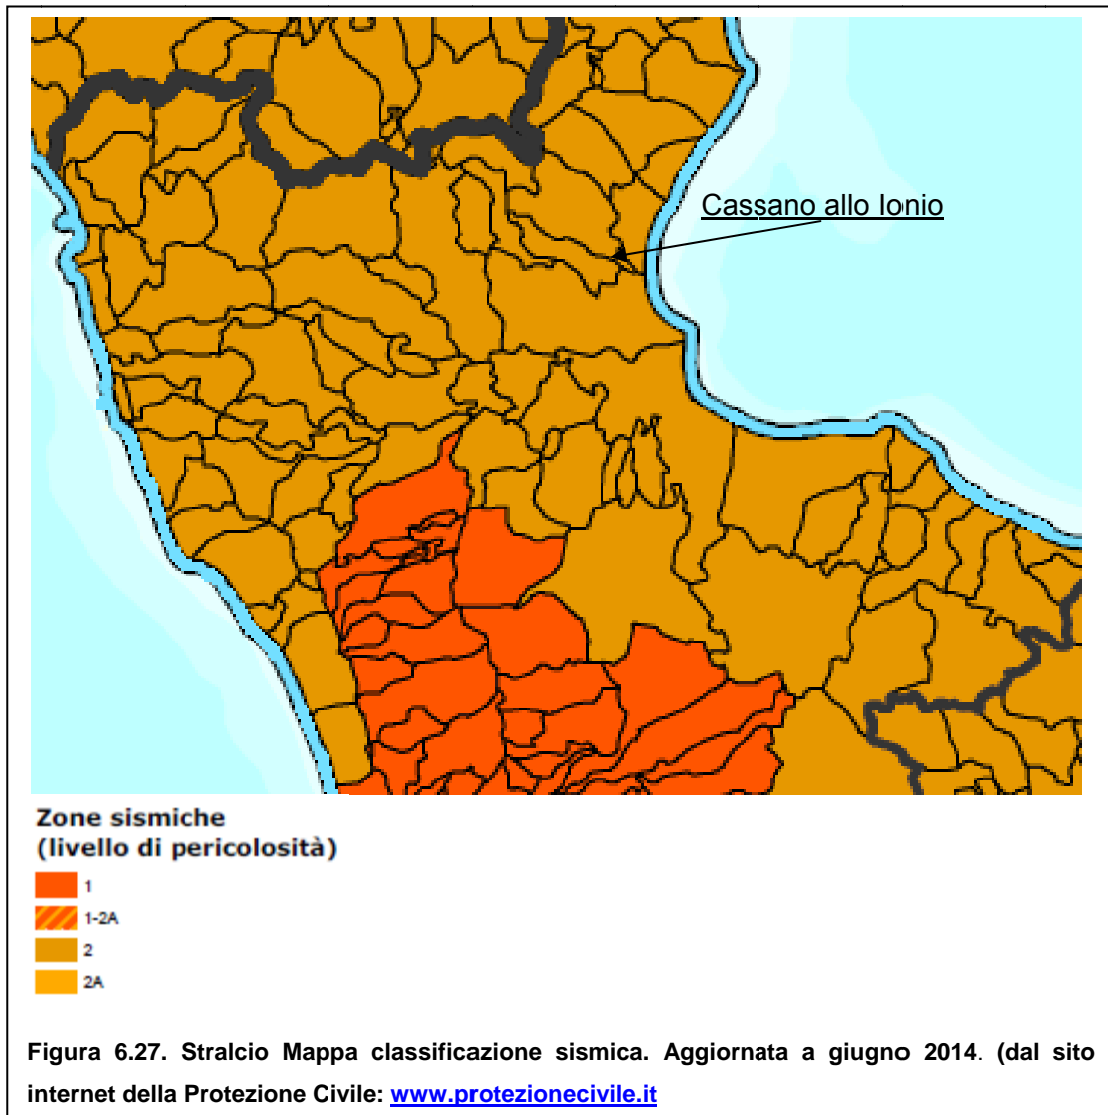 Cassano allo Ionio
Zone sismiche
(livello di pericolosità)
1
1-2A
2
2A
Figura 6.27. Stralcio Mappa classificazione sismica. Aggiornata a giugno 2014. (dal sito
internet della Protezione Civile: www.protezionecivile.it